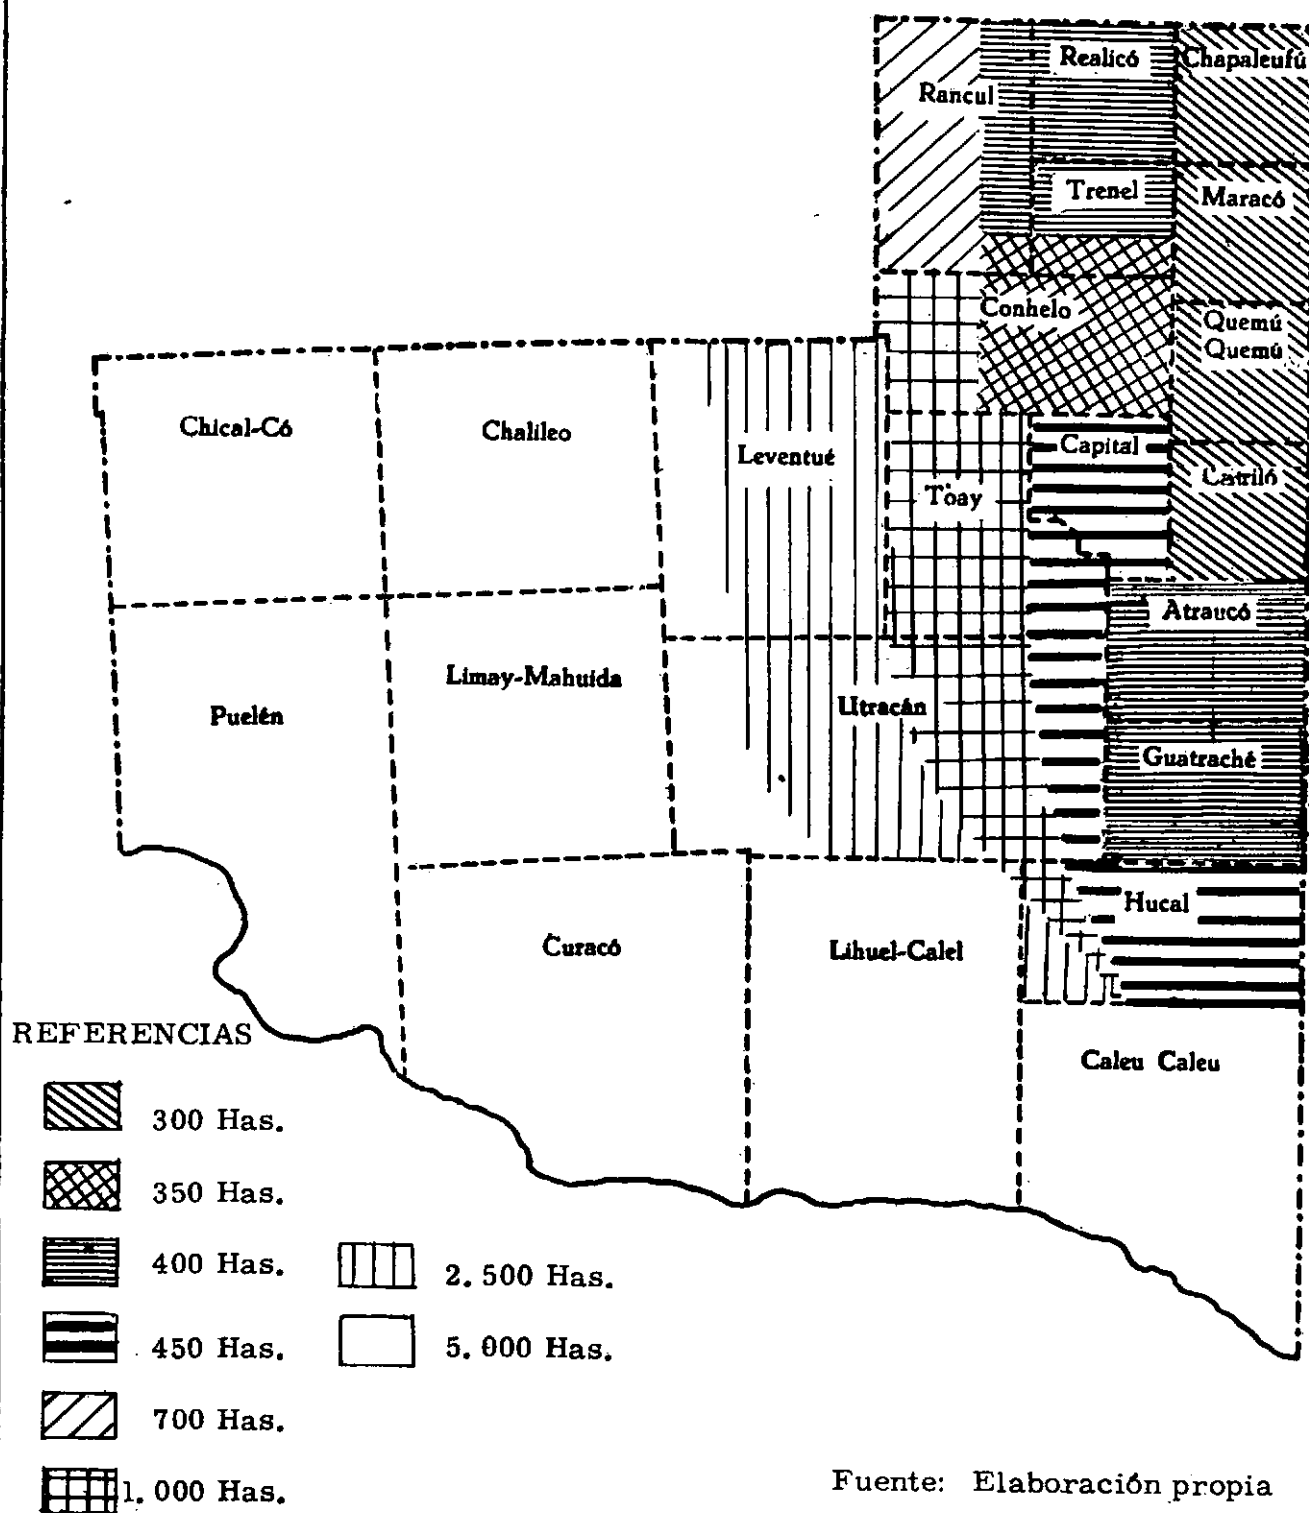 Realicó
Chapaleufú
Rancul
Trenel
Maracó
Conhelo
Quemú
Quemú
Chical-Có
Chalileo
Leventué
Capital
Catriló
Toay
Atraucó
Limay-Mahuida
Puelén
Utracán
Guatraché
Hucal
Curacó
Lihuel-Calel
Caleu Caleu
REFERENCIAS
300 Has.
350 Has.
400 Has.
450 Has.
700 Has.
1.000 Has.
2.500 Has.
5.000 Has.
Fuente: Elaboración propia